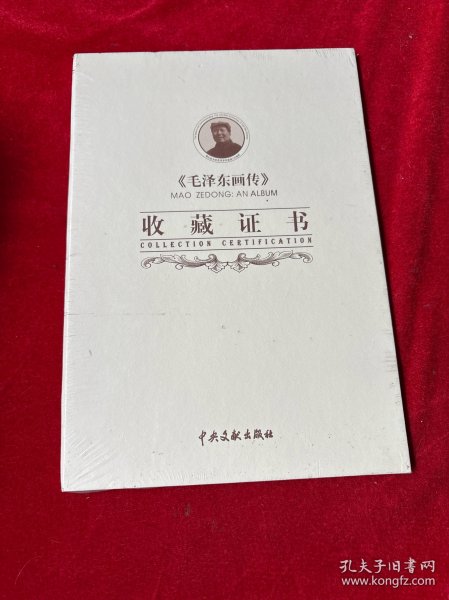 《毛泽东画传》
MAO ZEDONG: AN ALBUM
收藏证书
COLLECTION CERTIFICATION
中央文献出版社
孔夫子旧书网
www.kongfz.com